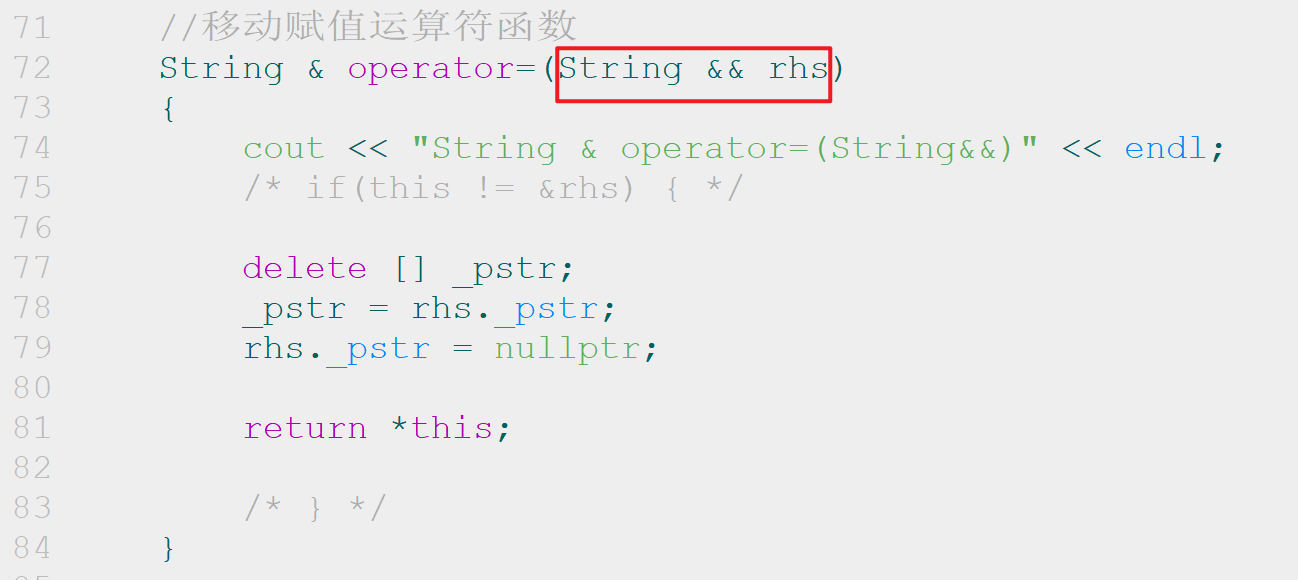 71 //移动赋值运算符函数
72 String & operator=(String && rhs)
73 {
74 cout << "String & operator=(String&&)" << endl;
75 /* if(this != &rhs) { */
76
77 delete [] _pstr;
78 _pstr = rhs._pstr;
79 rhs._pstr = nullptr;
80
81 return *this;
82
83 /* } */
84 }